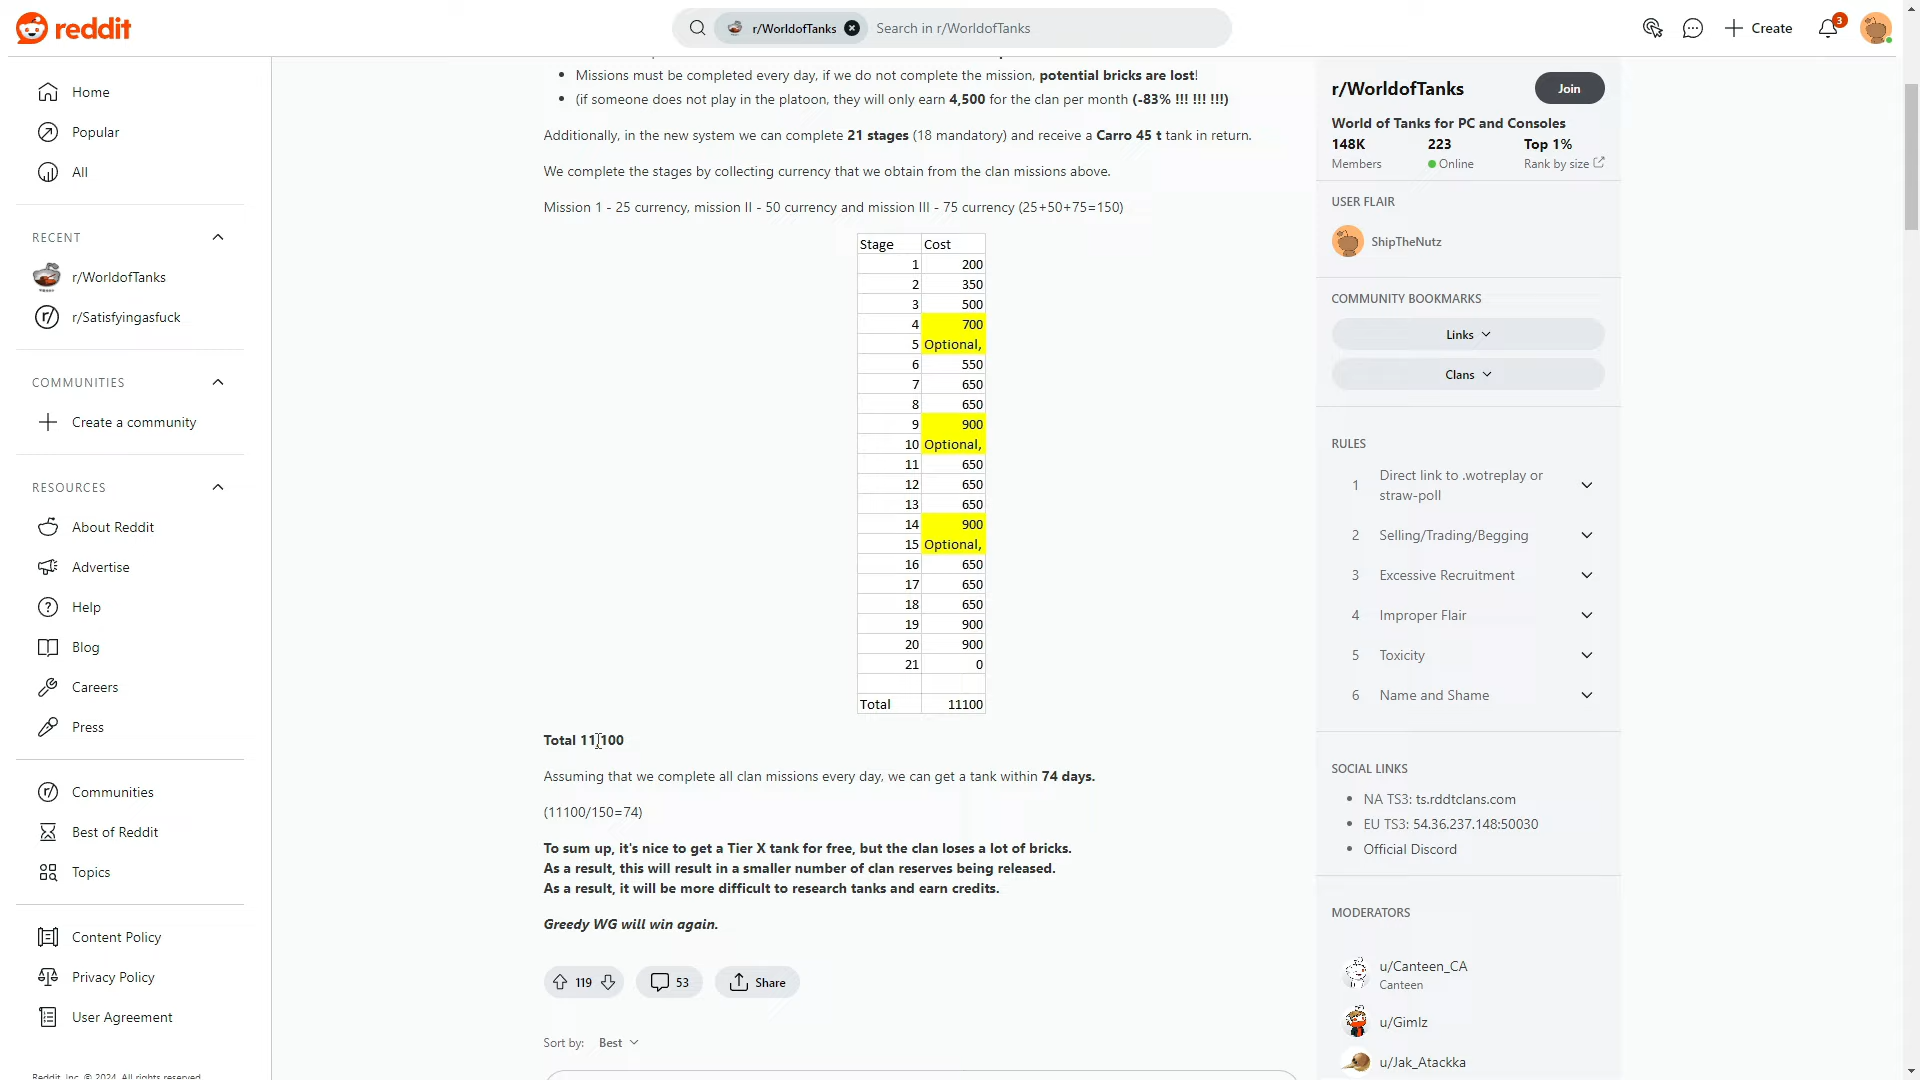 reddit
r/WorldofTanks
Search in r/WorldofTanks
Create
3
Home
Popular
All
RECENT
r/WorldofTanks
r/Satisfyingasfuck
COMMUNITIES
Create a community
RESOURCES
About Reddit
Advertise
Help
Blog
Careers
Press
Communities
Best of Reddit
Topics
Content Policy
Privacy Policy
User Agreement
Reddit, Inc. © 2024. All rights reserved.
• Missions must be completed every day, if we do not complete the mission, potential bricks are lost!
• (if someone does not play in the platoon, they will only earn 4,500 for the clan per month (-83% !!! !!! !!!)
Additionally, in the new system we can complete 21 stages (18 mandatory) and receive a Carro 45 t tank in return.
We complete the stages by collecting currency that we obtain from the clan missions above.
Mission 1 - 25 currency, mission II - 50 currency and mission III - 75 currency (25+50+75=150)
Stage Cost
1 200
2 350
3 500
4 700
5 Optional,
6 550
7 650
8 650
9 900
10 Optional,
11 650
12 650
13 650
14 900
15 Optional,
16 650
17 650
18 650
19 900
20 900
21 0
Total 11100
Total 11,100
Assuming that we complete all clan missions every day, we can get a tank within 74 days.
(11100/150=74)
To sum up, it's nice to get a Tier X tank for free, but the clan loses a lot of bricks.
As a result, this will result in a smaller number of clan reserves being released.
As a result, it will be more difficult to research tanks and earn credits.
Greedy WG will win again.
119
53
Share
Sort by: Best
r/WorldofTanks
Join
World of Tanks for PC and Consoles
148K 223 Top 1%
Members Online Rank by size
USER FLAIR
ShipTheNutz
COMMUNITY BOOKMARKS
Links
Clans
RULES
1 Direct link to .wotreplay or
straw-poll
2 Selling/Trading/Begging
3 Excessive Recruitment
4 Improper Flair
5 Toxicity
6 Name and Shame
SOCIAL LINKS
• NA TS3: ts.rddtclans.com
• EU TS3: 54.36.237.148:50030
• Official Discord
MODERATORS
u/Canteen_CA
Canteen
u/Gimlz
u/Jak_Atackka